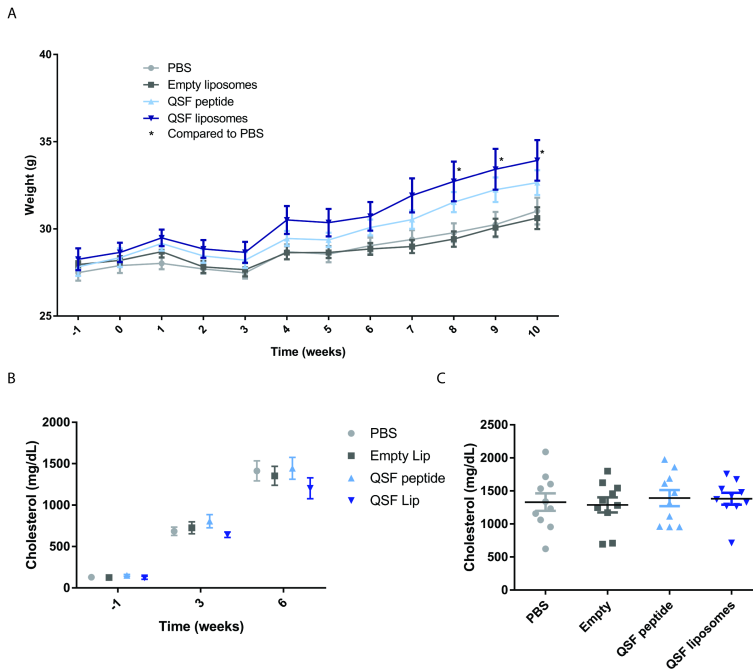 A
40
35
30
25
Weight (g)
PBS
Empty liposomes
QSF peptide
QSF liposomes
* Compared to PBS
* * *
-1 0 1 2 3 4 5 6 7 8 9 10
Time (weeks)
B
2000
1500
1000
500
0
Cholesterol (mg/dL)
-1 3 6
Time (weeks)
PBS
Empty Lip
QSF peptide
QSF Lip
C
2500
2000
1500
1000
500
0
Cholesterol (mg/dL)
PBS
Empty
QSF peptide
QSF liposomes